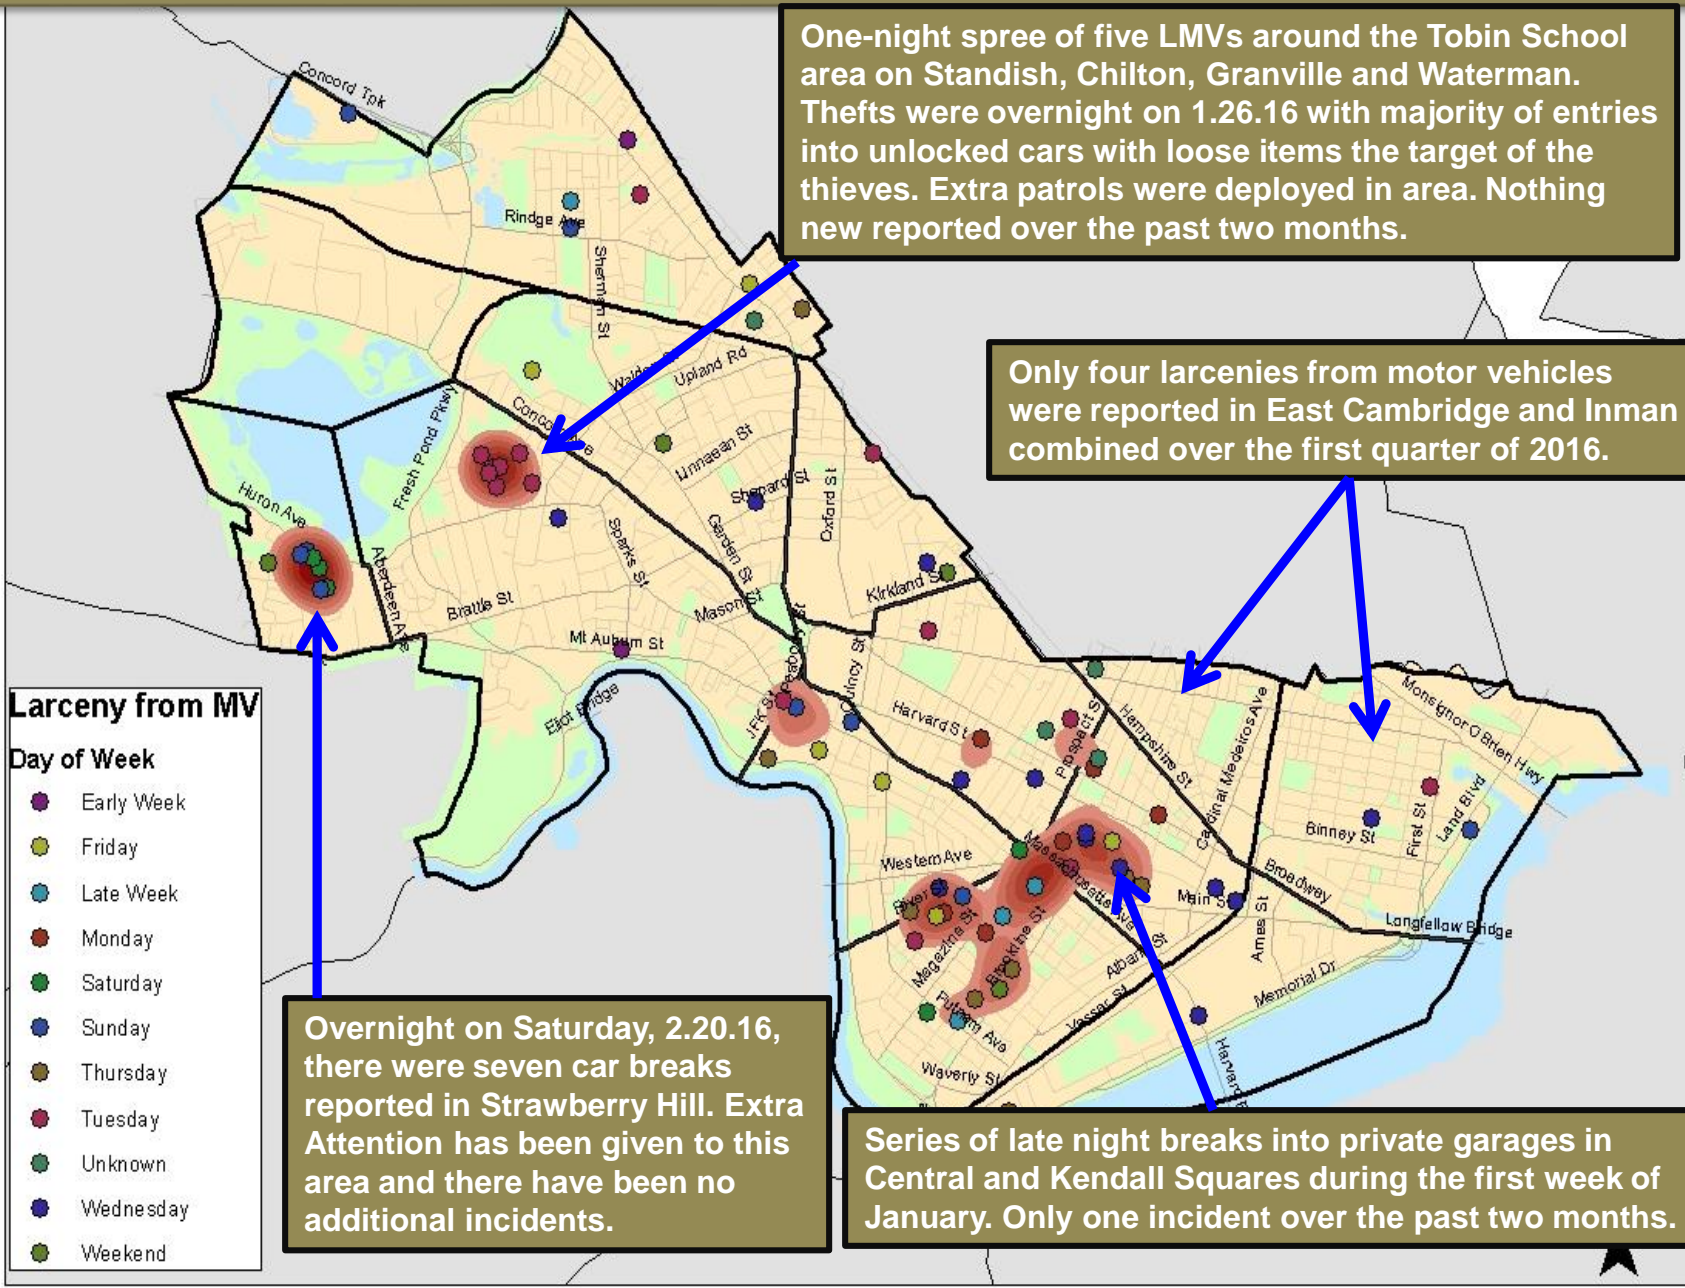 One-night spree of five LMVs around the Tobin School
area on Standish, Chilton, Granville and Waterman.
Thefts were overnight on 1.26.16 with majority of entries
into unlocked cars with loose items the target of the
thieves. Extra patrols were deployed in area. Nothing
new reported over the past two months.
Concord Tpk
Rindge Ave
Sherman St
Upland Rd
Only four larcenies from motor vehicles
were reported in East Cambridge and Inman
combined over the first quarter of 2016.
Fresh Pond Pkwy
Linnaean St
Shepard St
Oxford St
Huron Ave
Garden St
Sparks St
Aberdeen Ave
Kirkland St
Brattle St
Mason St
Mt Auburn St
Peabody St
Quincy St
Eliot Bridge
JFK St
Harvard St
Prospect St
Hampshire St
Cardinal Medeiros Ave
Monsignor O Brien Hwy
Land Blvd
First St
Binney St
Western Ave
Massachusetts Ave
River
Main St
Broadway
Ames St
Longfellow Bridge
Magazine St
Brookline St
Albany St
Memorial Dr
Putnam Ave
Vassar St
Waverly St
Harvard
Larceny from MV
Day of Week
Early Week
Friday
Late Week
Monday
Saturday
Sunday
Thursday
Tuesday
Unknown
Wednesday
Weekend
Overnight on Saturday, 2.20.16,
there were seven car breaks
reported in Strawberry Hill. Extra
Attention has been given to this
area and there have been no
additional incidents.
Series of late night breaks into private garages in
Central and Kendall Squares during the first week of
January. Only one incident over the past two months.